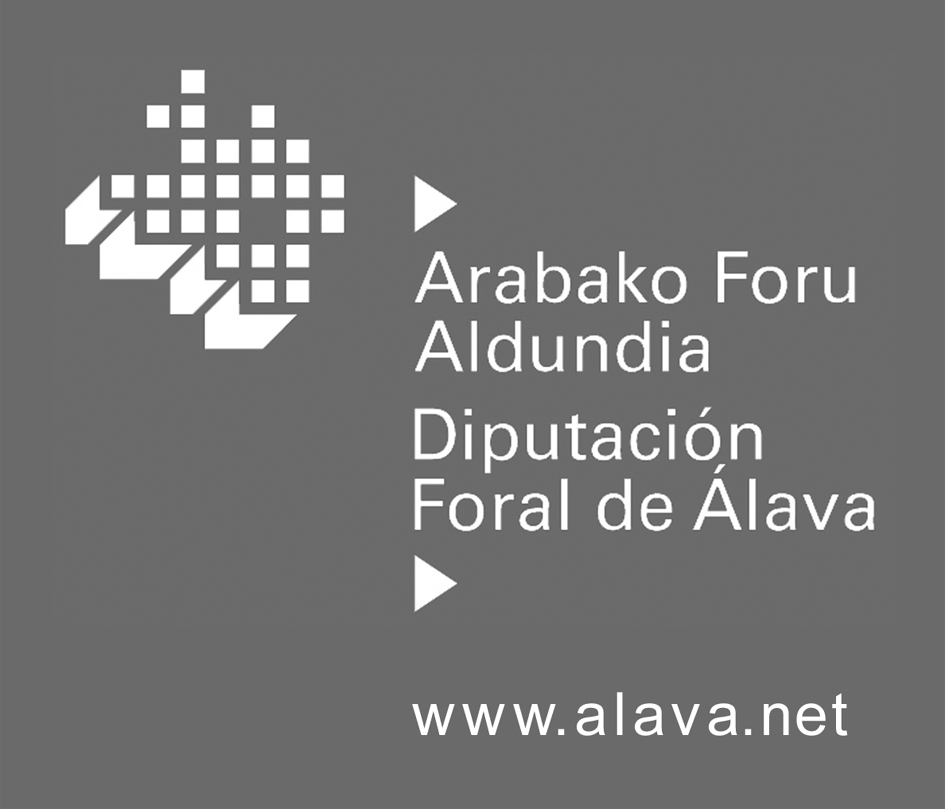 Arabako Foru
Aldundia
Diputación
Foral de Álava
www.alava.net